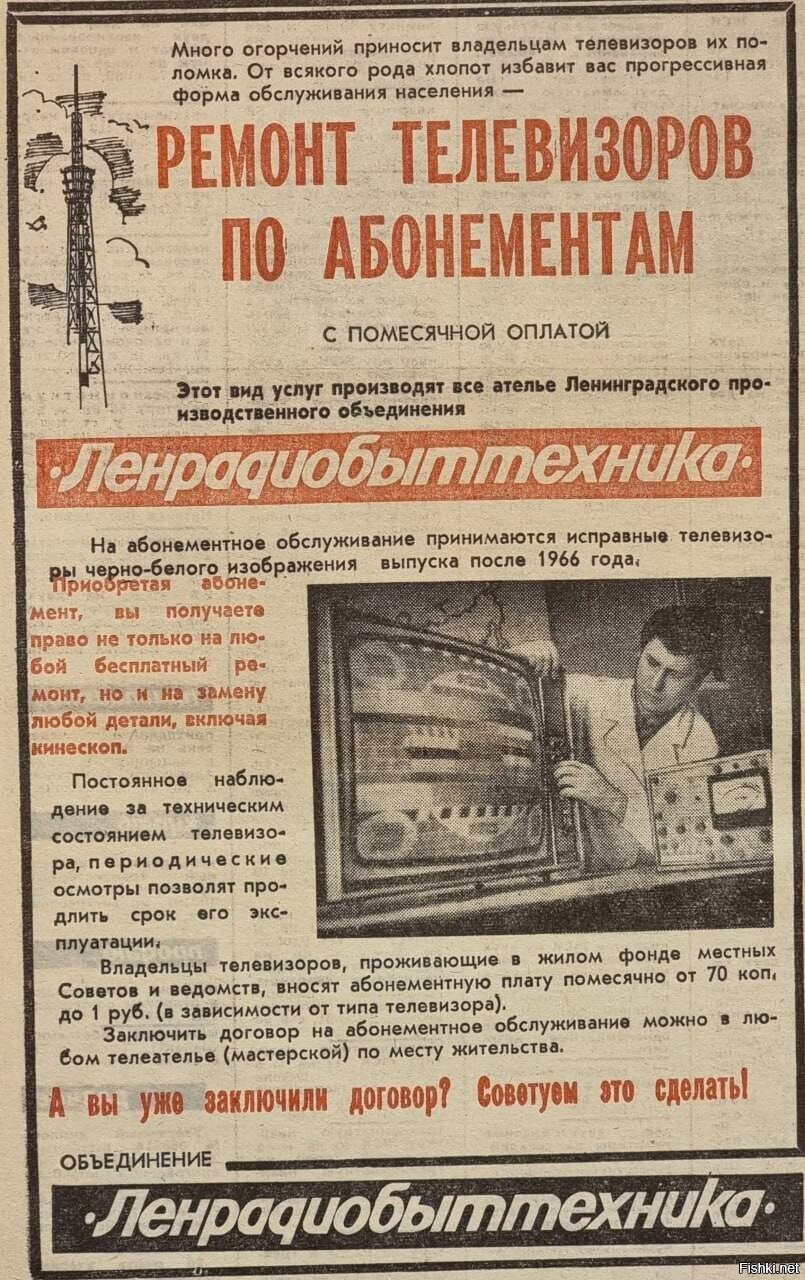 Много огорчений приносит владельцам телевизоров их по-
ломка. От всякого рода хлопот избавит вас прогрессивная
форма обслуживания населения —
РЕМОНТ ТЕЛЕВИЗОРОВ
ПО АБОНЕМЕНТАМ
С ПОМЕСЯЧНОЙ ОПЛАТОЙ
Этот вид услуг производят все ателье Ленинградского про-
изводственного объединения
·Ленрадиобыттехника·
На абонементное обслуживание принимаются исправные телевизо-
ры черно-белого изображения выпуска после 1966 года.
Приобретая абоне-
мент, вы получаете
право не только на лю-
бой бесплатный ре-
монт, но и на замену
любой детали, включая
кинескоп.
Постоянное наблю-
дение за техническим
состоянием телевизо-
ра, периодические
осмотры позволят про-
длить срок его экс-
плуатации.
Владельцы телевизоров, проживающие в жилом фонде местных
Советов и ведомств, вносят абонементную плату помесячно от 70 коп.
до 1 руб. (в зависимости от типа телевизора).
Заключить договор на абонементное обслуживание можно в лю-
бом телеателье (мастерской) по месту жительства.
А вы уже заключили договор? Советуем это сделать!
ОБЪЕДИНЕНИЕ
·Ленрадиобыттехника·
Fishki.net